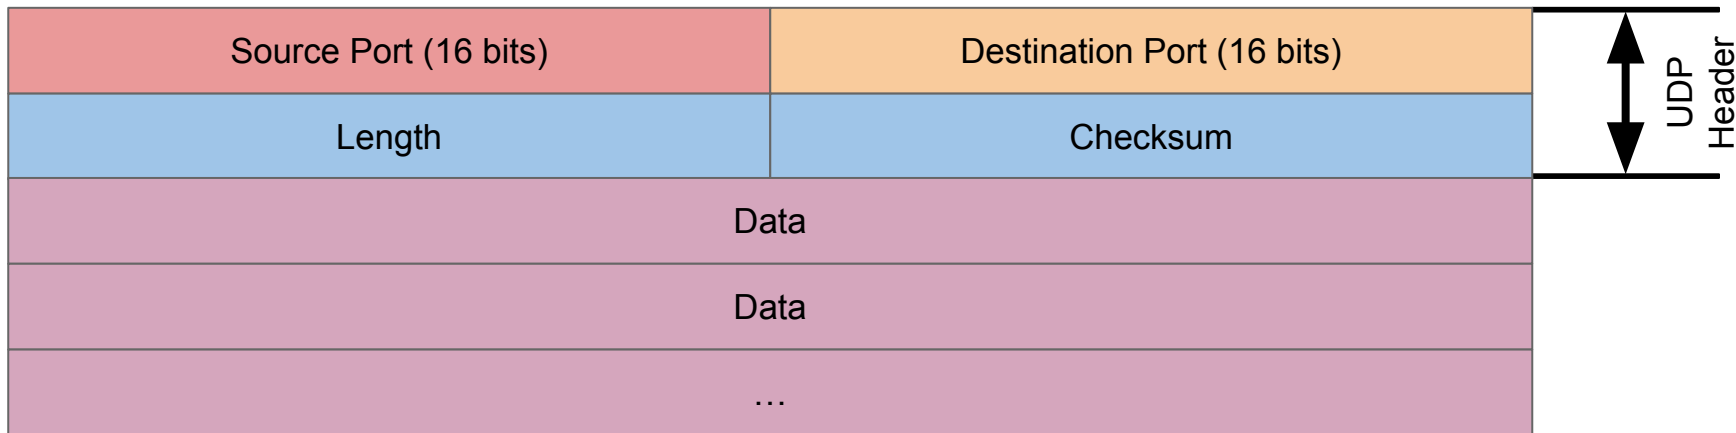 Source Port (16 bits)
Destination Port (16 bits)
UDP
Header
Length
Checksum
Data
Data
...